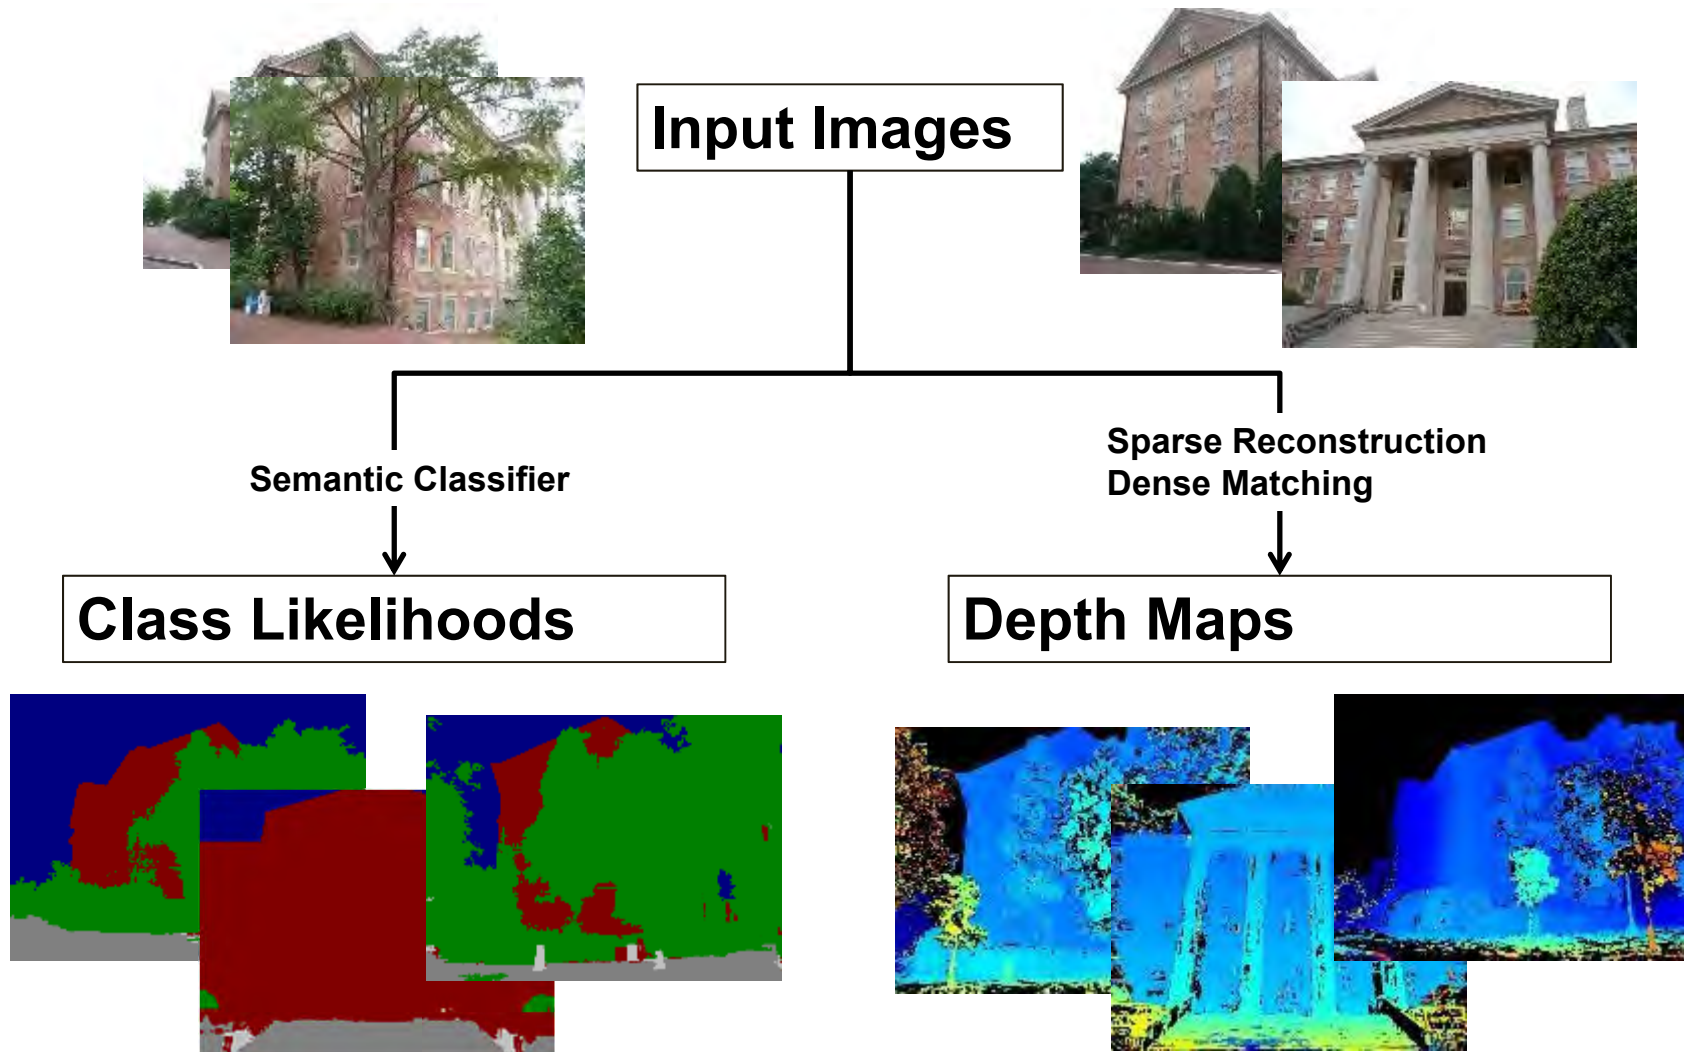 Input Images
Semantic Classifier
Sparse Reconstruction
Dense Matching
Class Likelihoods
Depth Maps